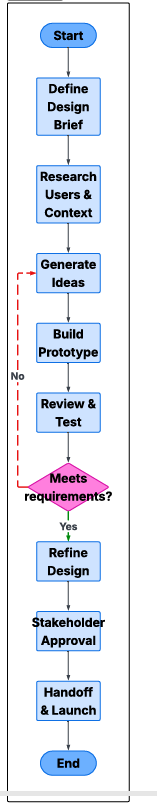 Start
Define
Design
Brief
Research
Users &
Context
Generate
Ideas
Build
Prototype
No
Review &
Test
Meets
requirements?
Yes
Refine
Design
Stakeholder
Approval
Handoff
& Launch
End